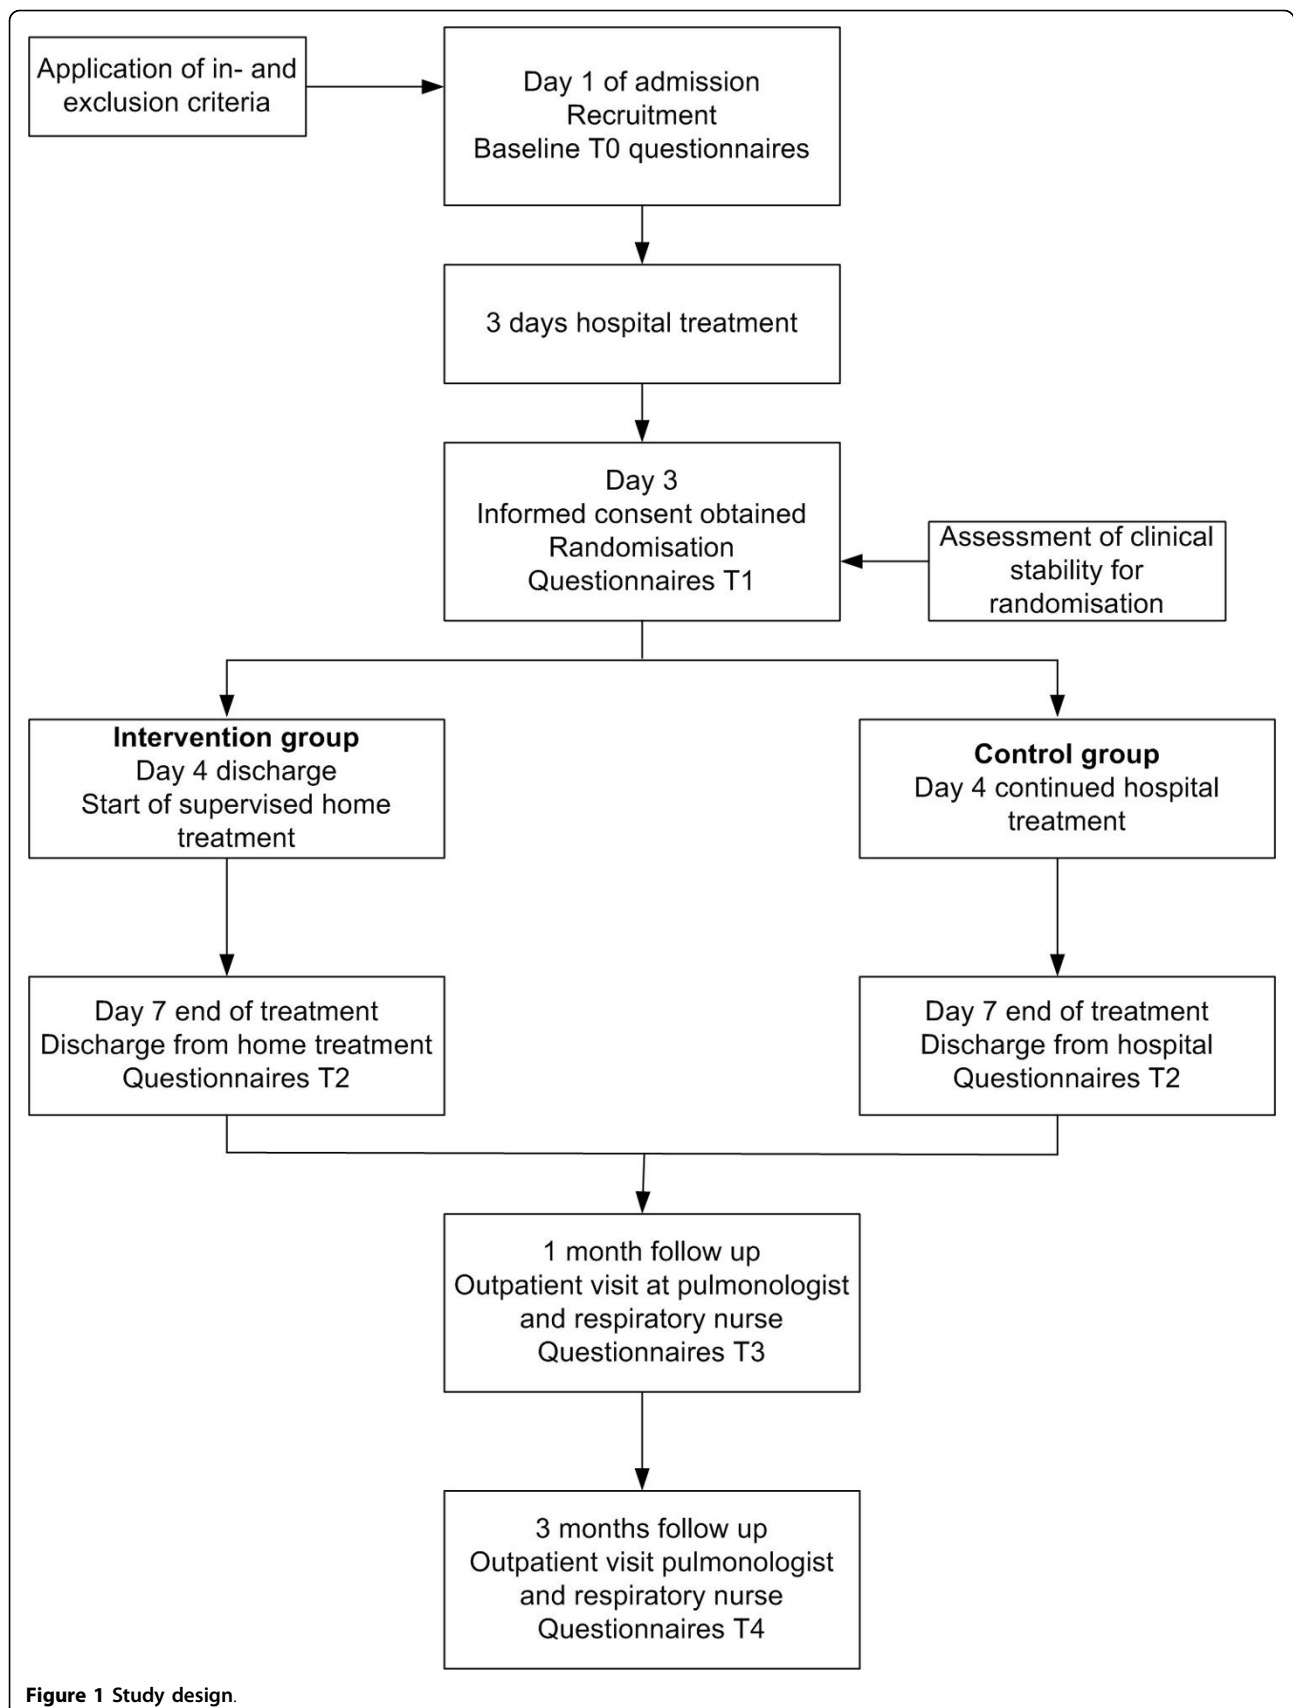 Application of in- and
exclusion criteria
Day 1 of admission
Recruitment
Baseline T0 questionnaires
3 days hospital treatment
Day 3
Informed consent obtained
Randomisation
Questionnaires T1
Assessment of clinical
stability for
randomisation
Intervention group
Day 4 discharge
Start of supervised home
treatment
Control group
Day 4 continued hospital
treatment
Day 7 end of treatment
Discharge from home treatment
Questionnaires T2
Day 7 end of treatment
Discharge from hospital
Questionnaires T2
1 month follow up
Outpatient visit at pulmonologist
and respiratory nurse
Questionnaires T3
3 months follow up
Outpatient visit pulmonologist
and respiratory nurse
Questionnaires T4
Figure 1 Study design.